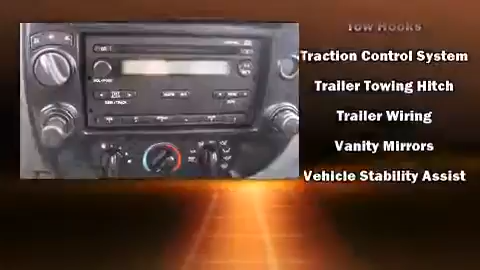 Tow Hooks
Traction Control System
Trailer Towing Hitch
Trailer Wiring
Vanity Mirrors
Vehicle Stability Assist